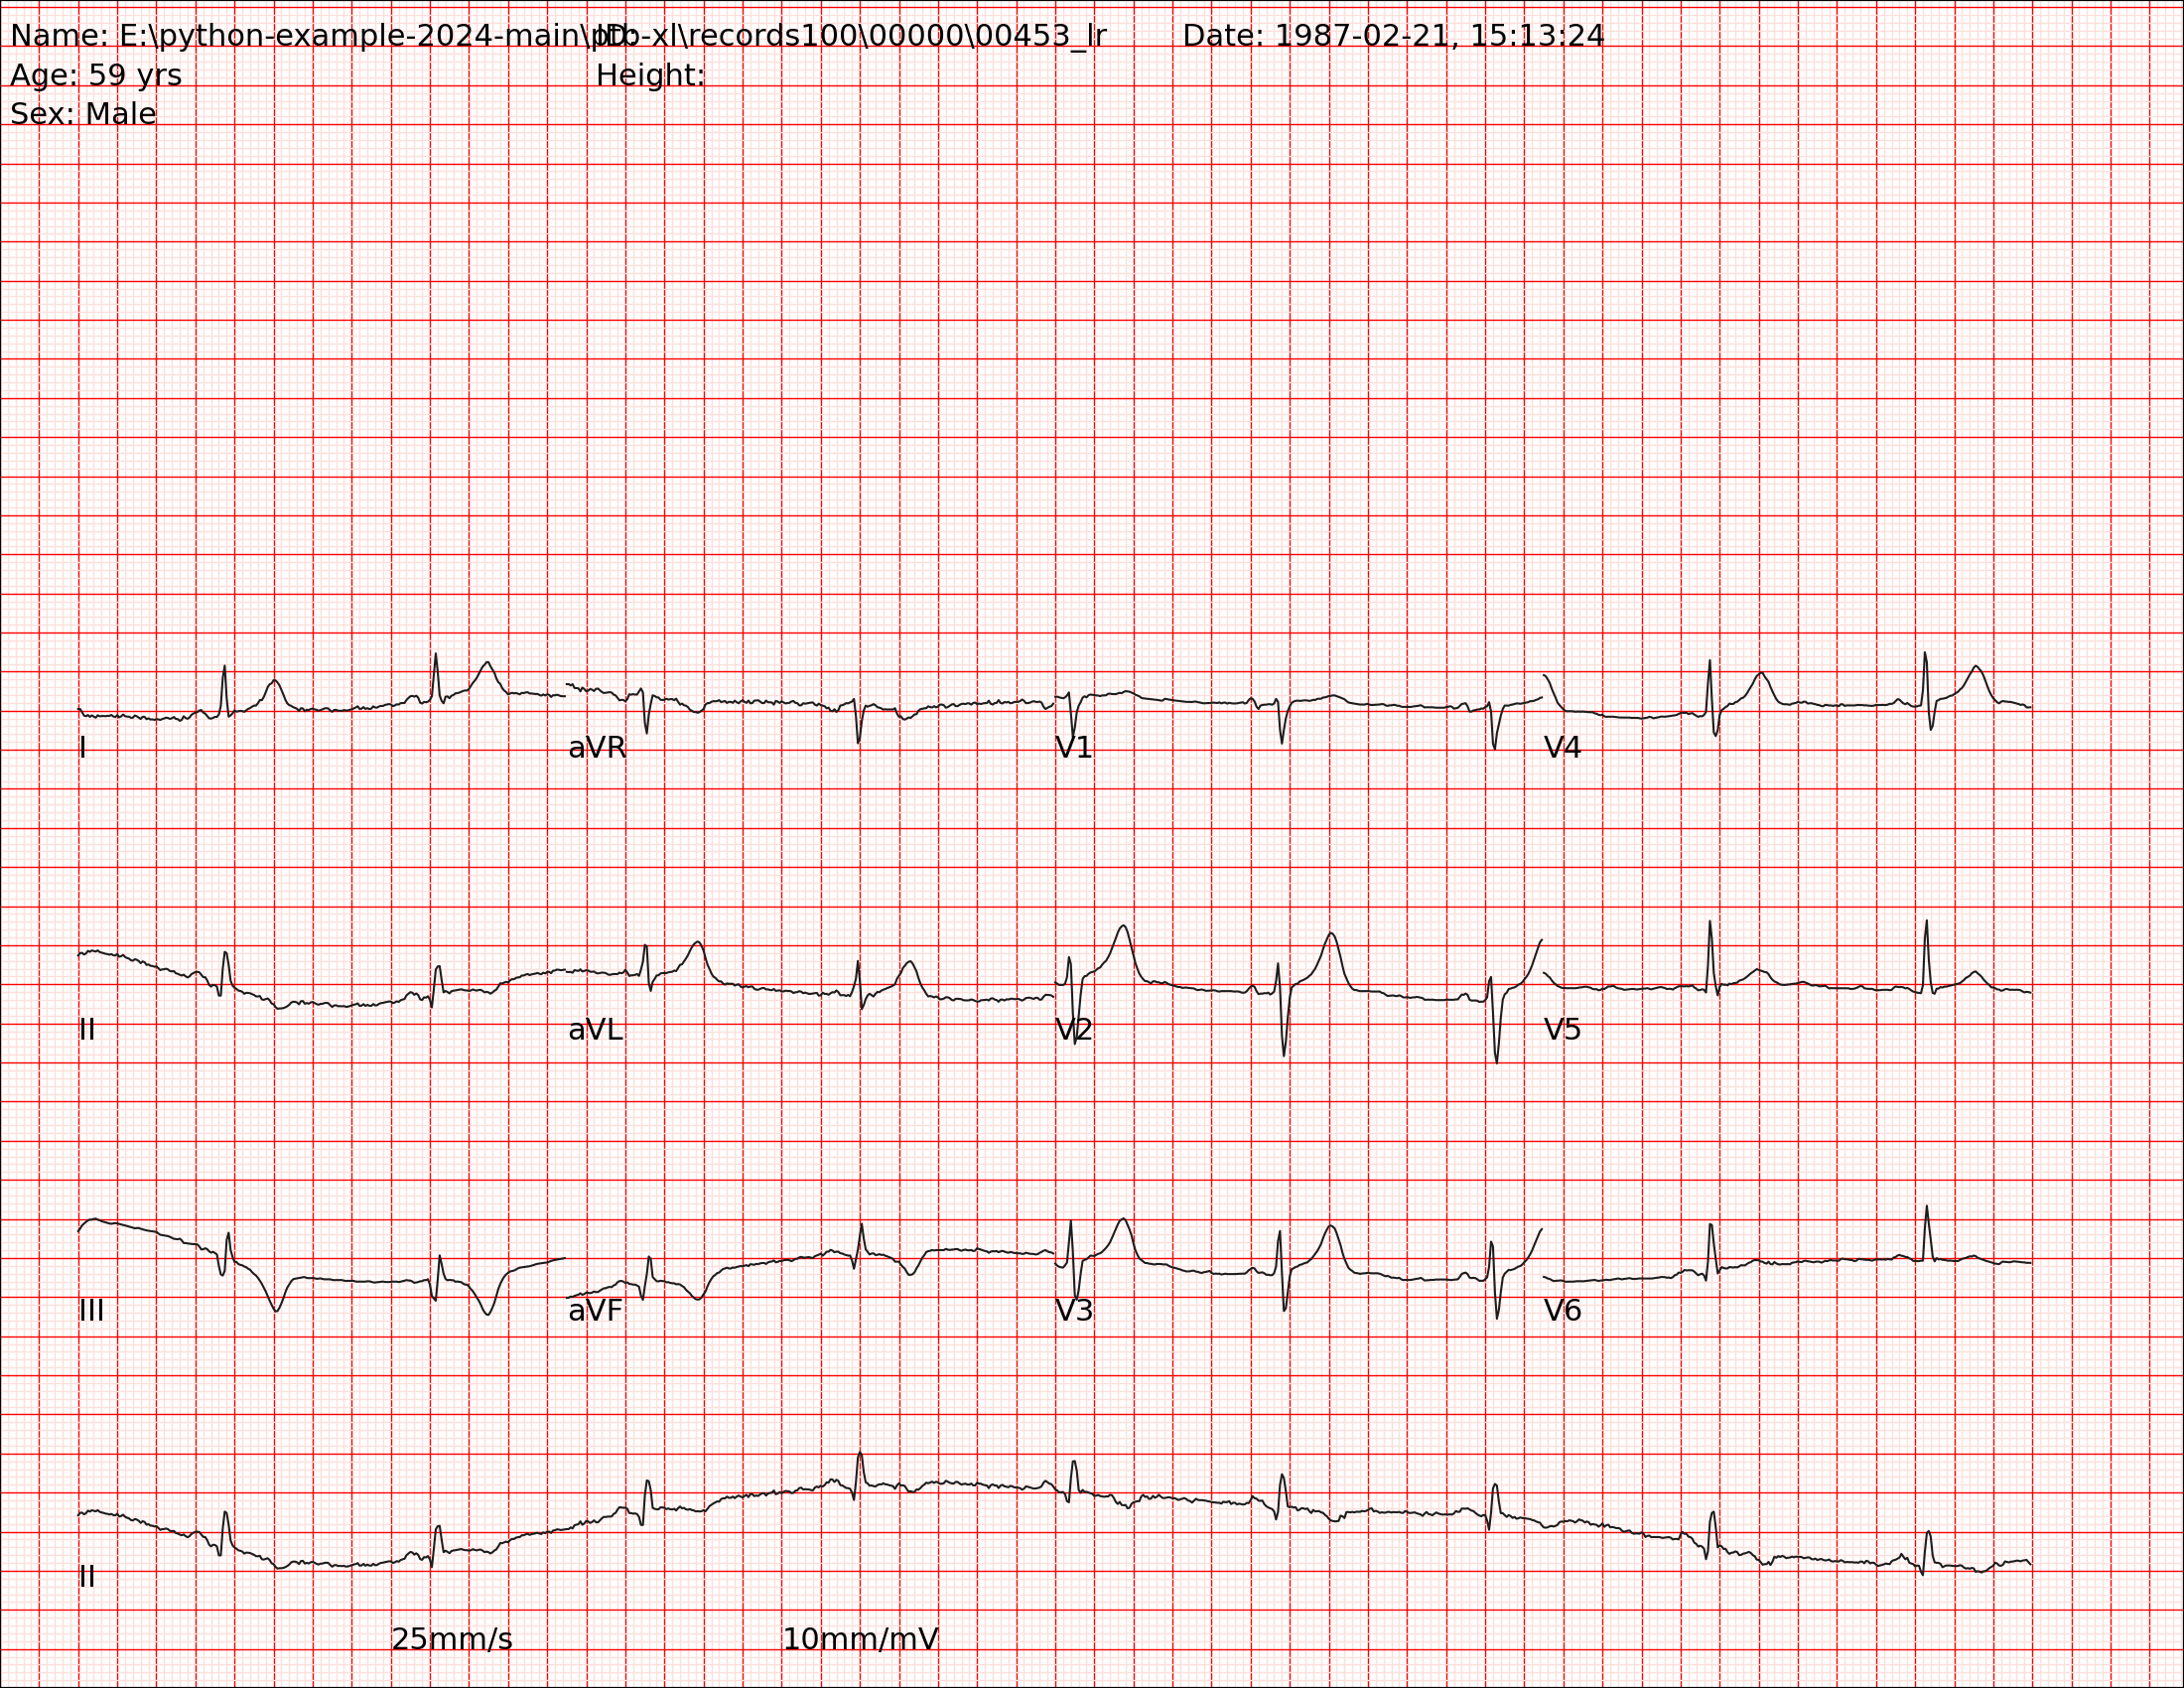 Name: E:\python-example-2024-main\ptb-xl\records100\00000\00453_lr ID: Date: 1987-02-21, 15:13:24
Age: 59 yrs Height:
Sex: Male
I aVR V1 V4
II aVL V2 V5
III aVF V3 V6
II
25mm/s 10mm/mV